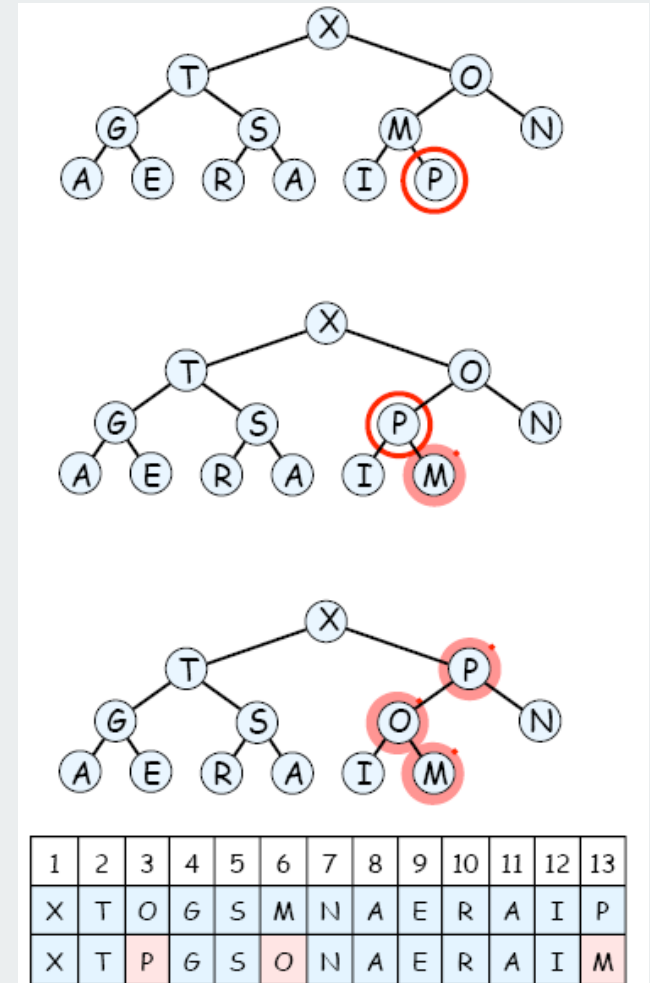 X
T O
G S M N
A E R A I P
X
T O
G S P N
A E R A I M
X
T P
G S O N
A E R A I M
1 2 3 4 5 6 7 8 9 10 11 12 13
X T O G S M N A E R A I P
X T P G S O N A E R A I M